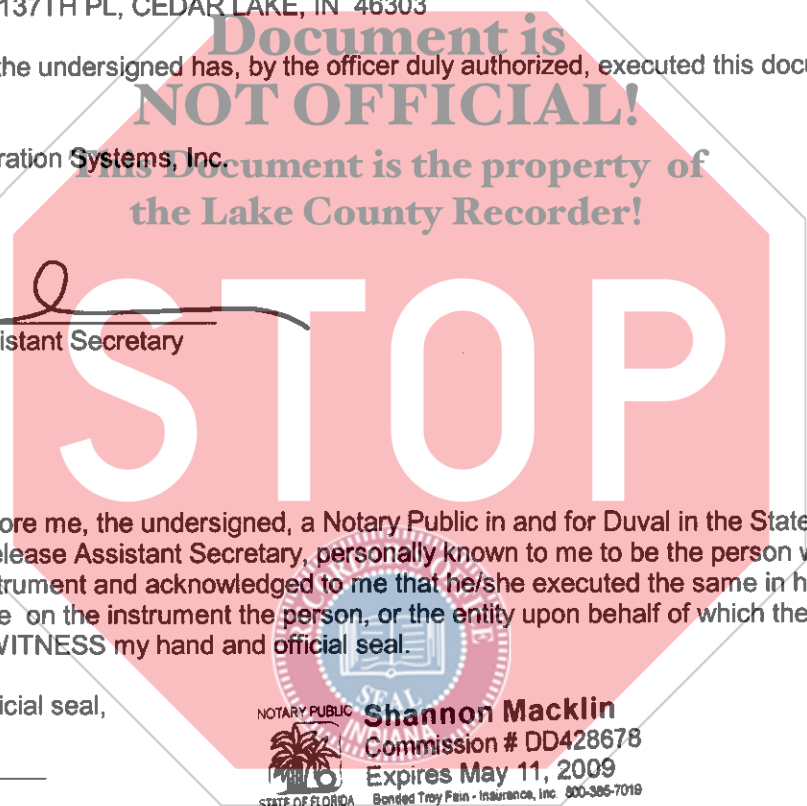 137TH PL, CEDAR LAKE, IN 46303
Document is
the undersigned has, by the officer duly authorized, executed this docu
NOT OFFICIAL!
ration Systems, Inc.
This Document is the property of
the Lake County Recorder!
istant Secretary
STOP
ore me, the undersigned, a Notary Public in and for Duval in the State
elease Assistant Secretary, personally known to me to be the person w
trument and acknowledged to me that he/she executed the same in h
e on the instrument the person, or the entity upon behalf of which the
WITNESS my hand and official seal.
SEAL
INDIANA
icial seal,
NOTARY PUBLIC
STATE OF FLORIDA
Shannon Macklin
Commission # DD428678
Expires May 11, 2009
Bonded Troy Fain - Insurance, Inc. 800-385-7019